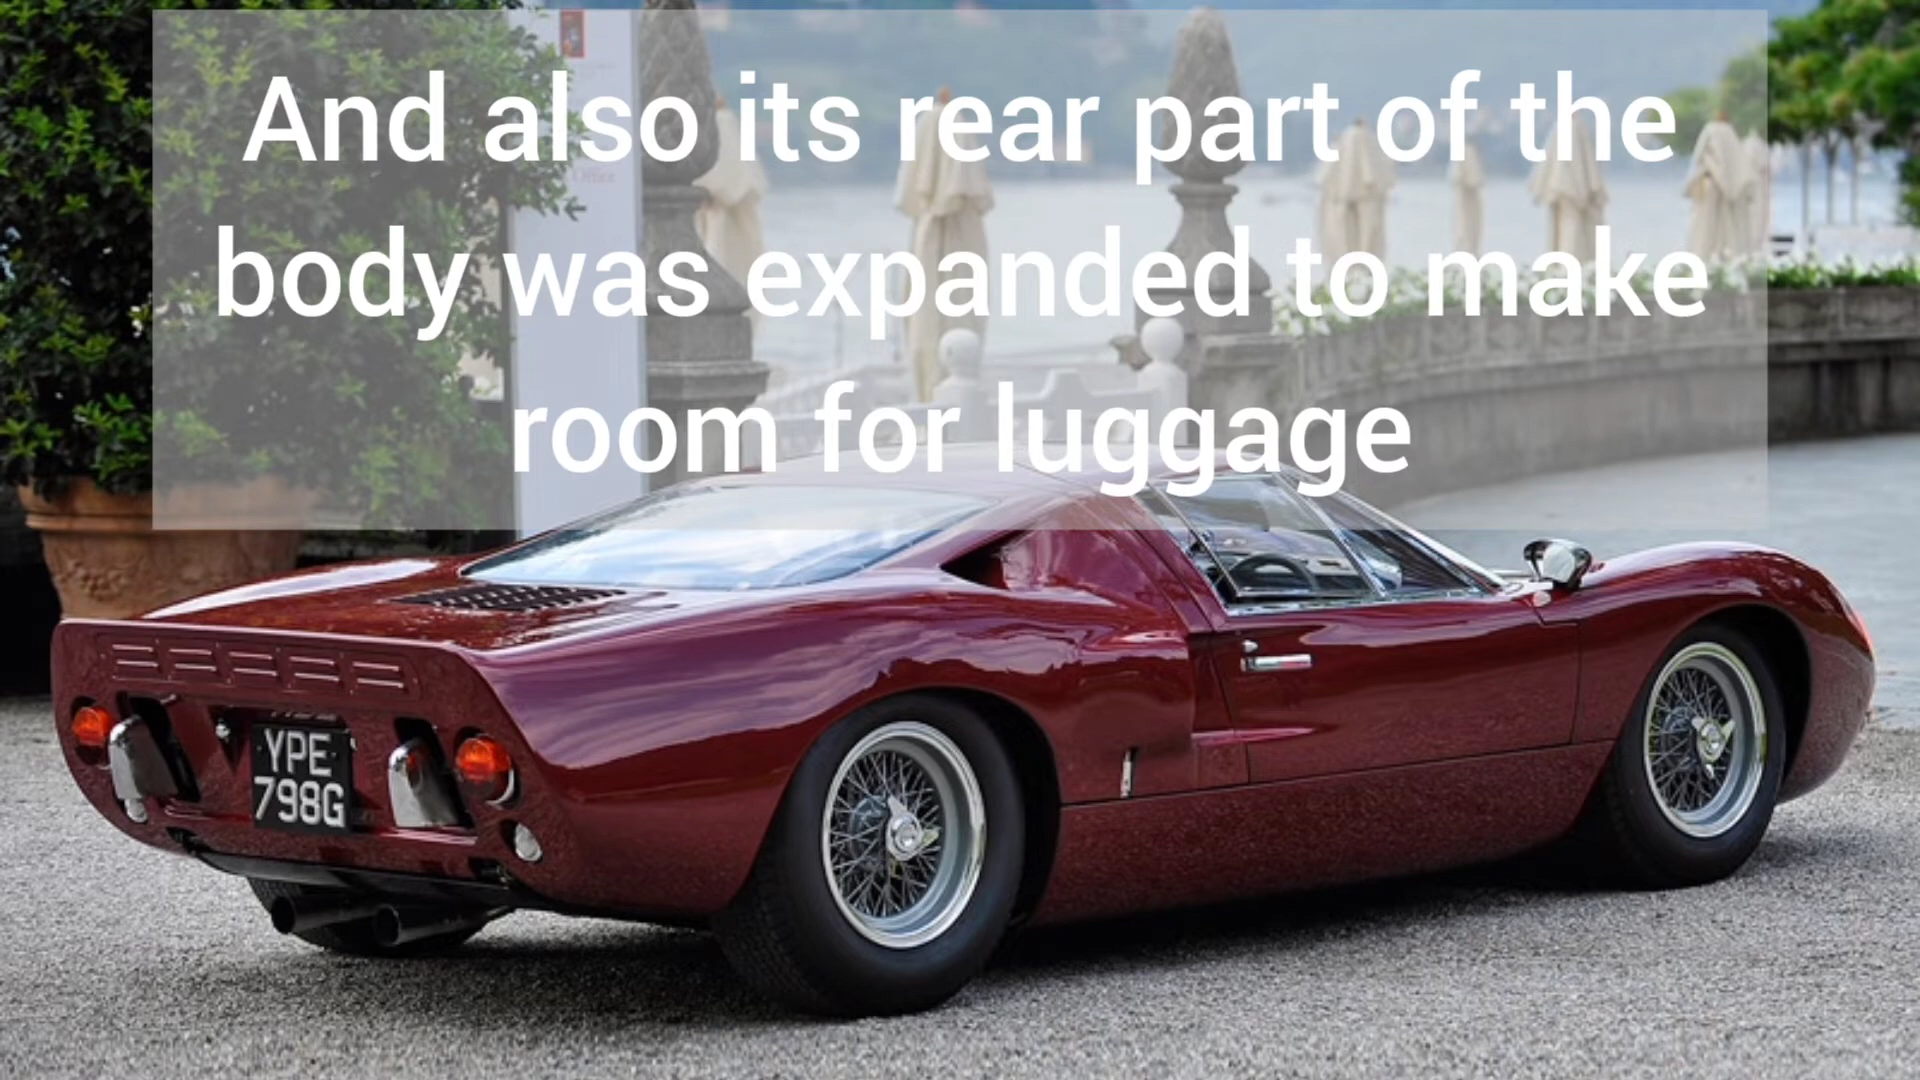 And also its rear part of the
body was expanded to make
room for luggage
YPE
798G